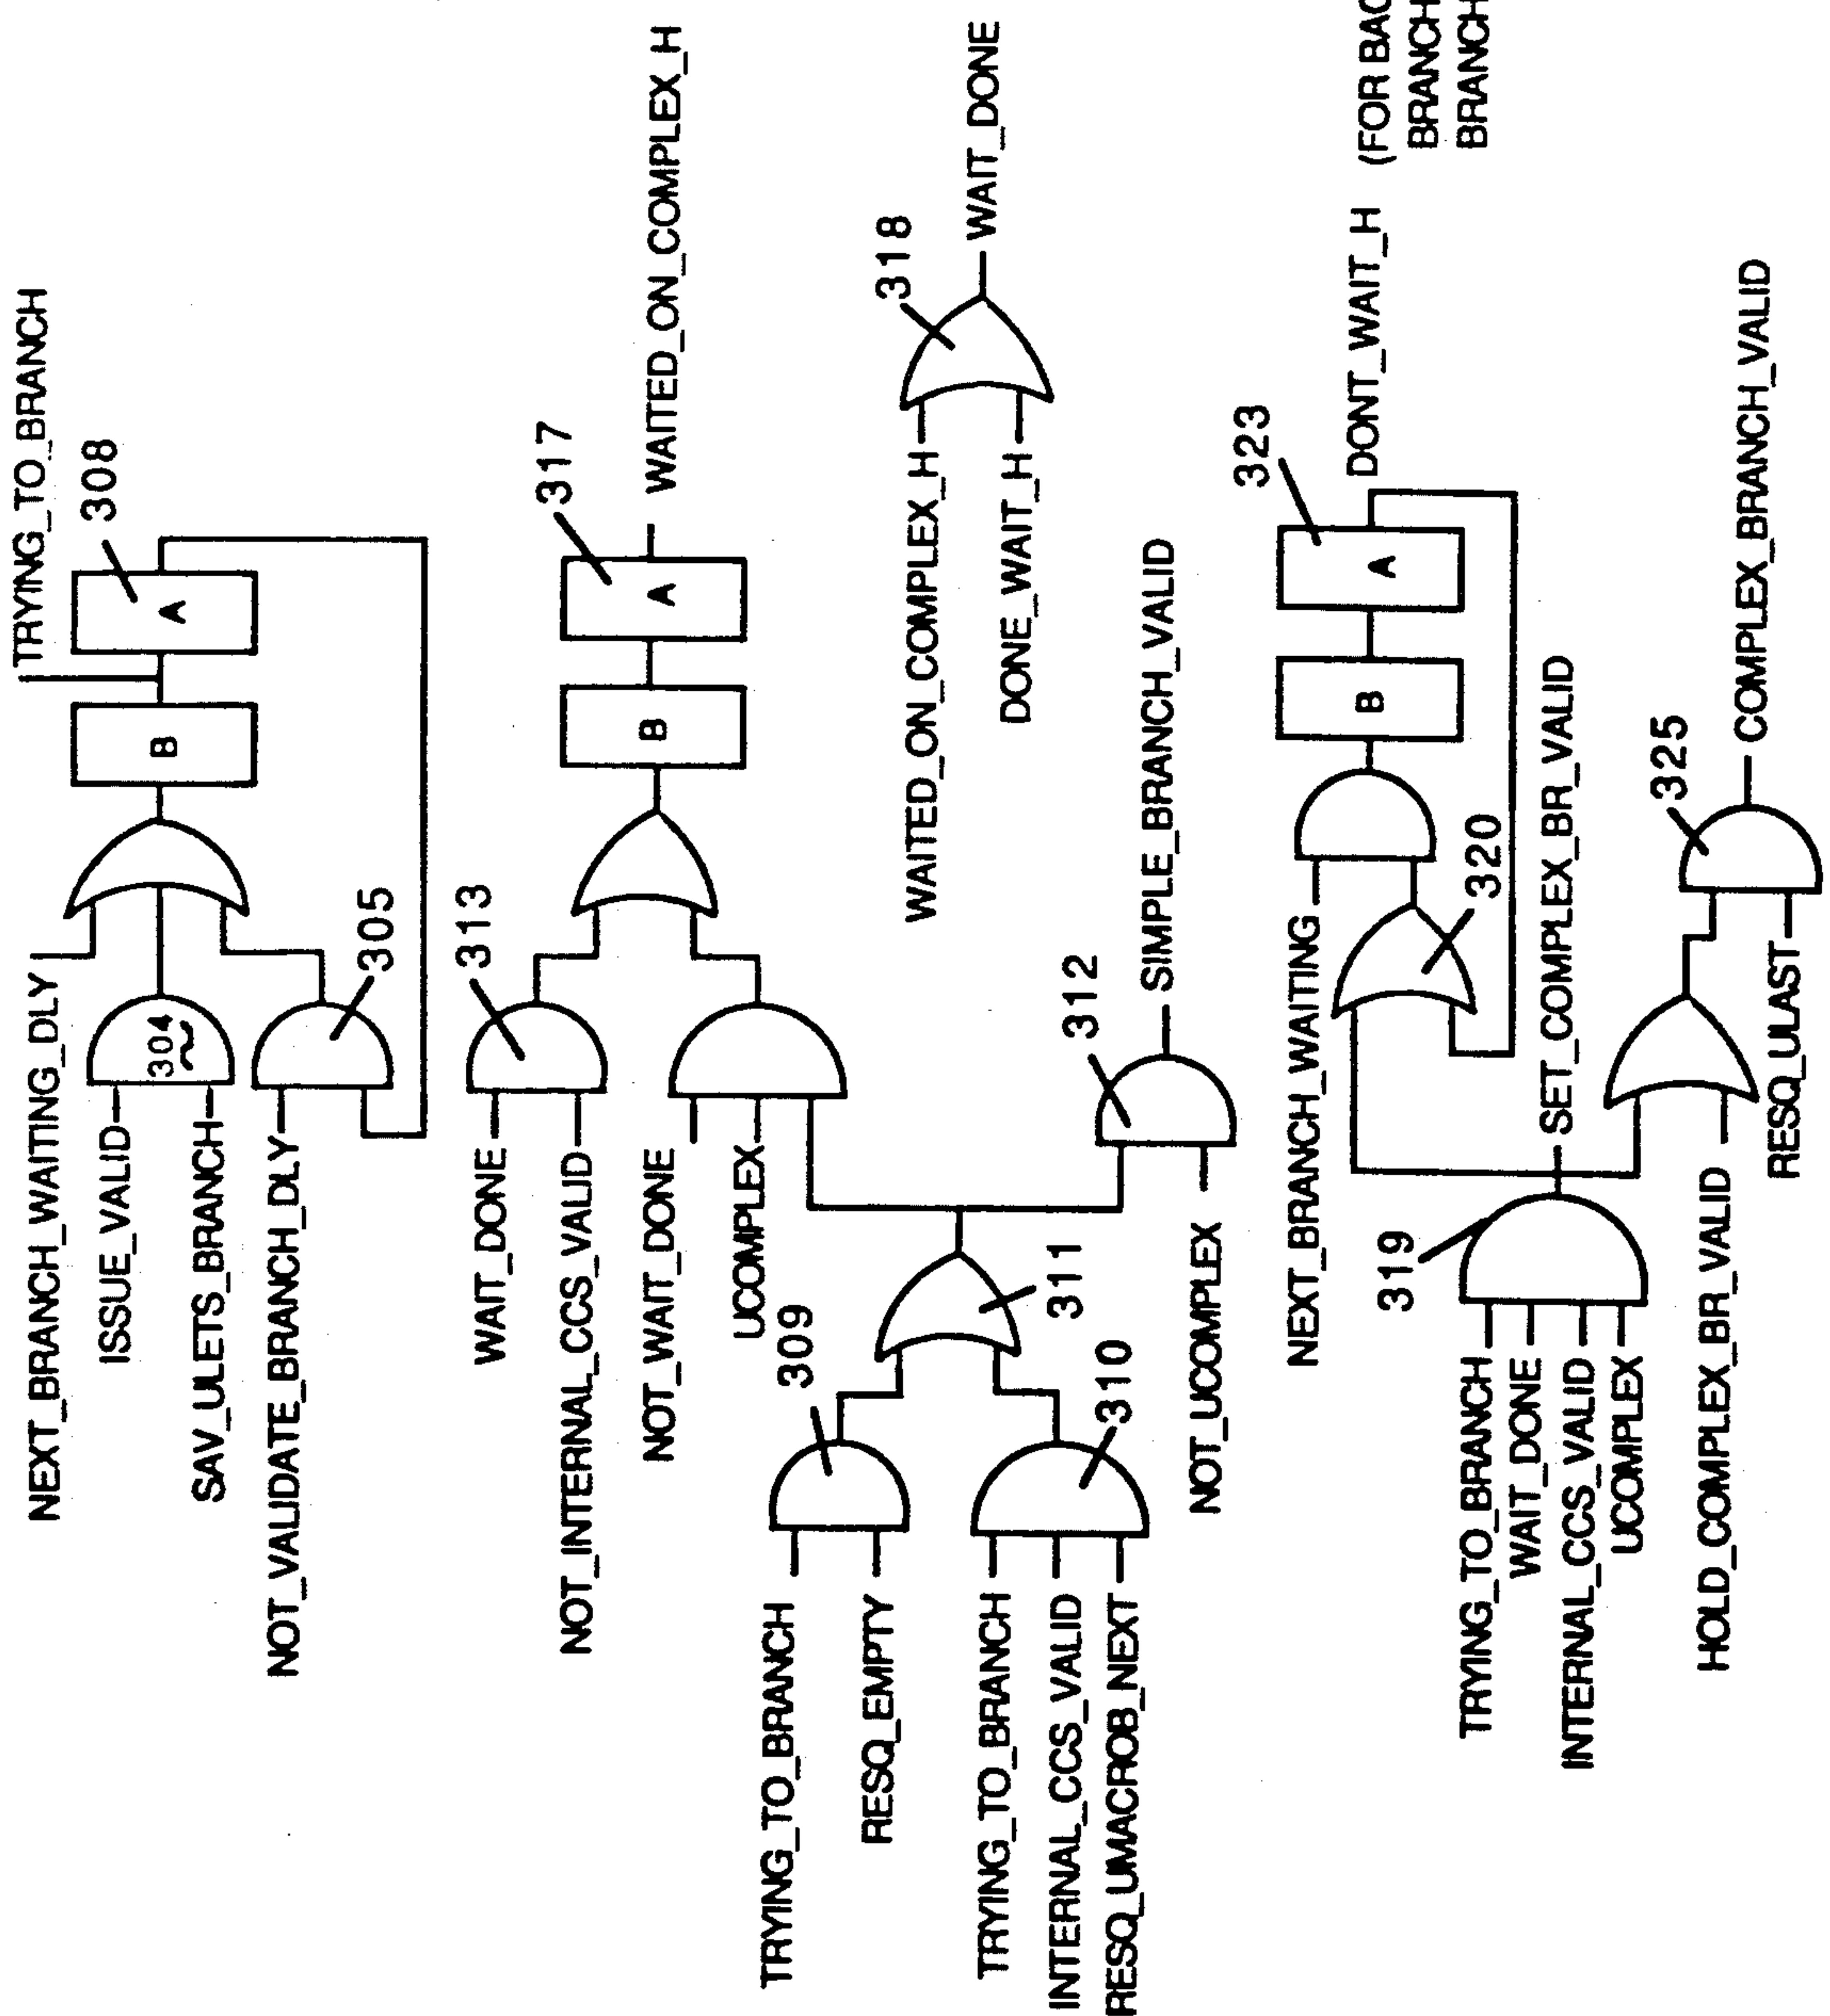 TRYING_TO_BRANCH
308
B
A
NEXT_BRANCH_WAITING_DLY
304
ISSUE_VALID
SAV_ULETS_BRANCH
305
NOT_VALIDATE_BRANCH_DLY
317
B
A
WAITED_ON_COMPLEX_H
313
WAIT_DONE
NOT_INTERNAL_CCS_VALID
NOT_WAIT_DONE
UCOMPLEX
309
311
TRYING_TO_BRANCH
RESQ_EMPTY
310
TRYING_TO_BRANCH
INTERNAL_CCS_VALID
RESQ_UMACROB_NEXT
312
SIMPLE_BRANCH_VALID
NOT_UCOMPLEX
318
WAITED_ON_COMPLEX_H
DONE_WAIT_H
WAIT_DONE
323
B
A
DONT_WAIT_H
(FOR BAC
BRANCH
BRANCH
NEXT_BRANCH_WAITING
320
319
TRYING_TO_BRANCH
WAIT_DONE
INTERNAL_CCS_VALID
UCOMPLEX
SET_COMPLEX_BR_VALID
325
HOLD_COMPLEX_BR_VALID
RESQ_ULAST
COMPLEX_BRANCH_VALID